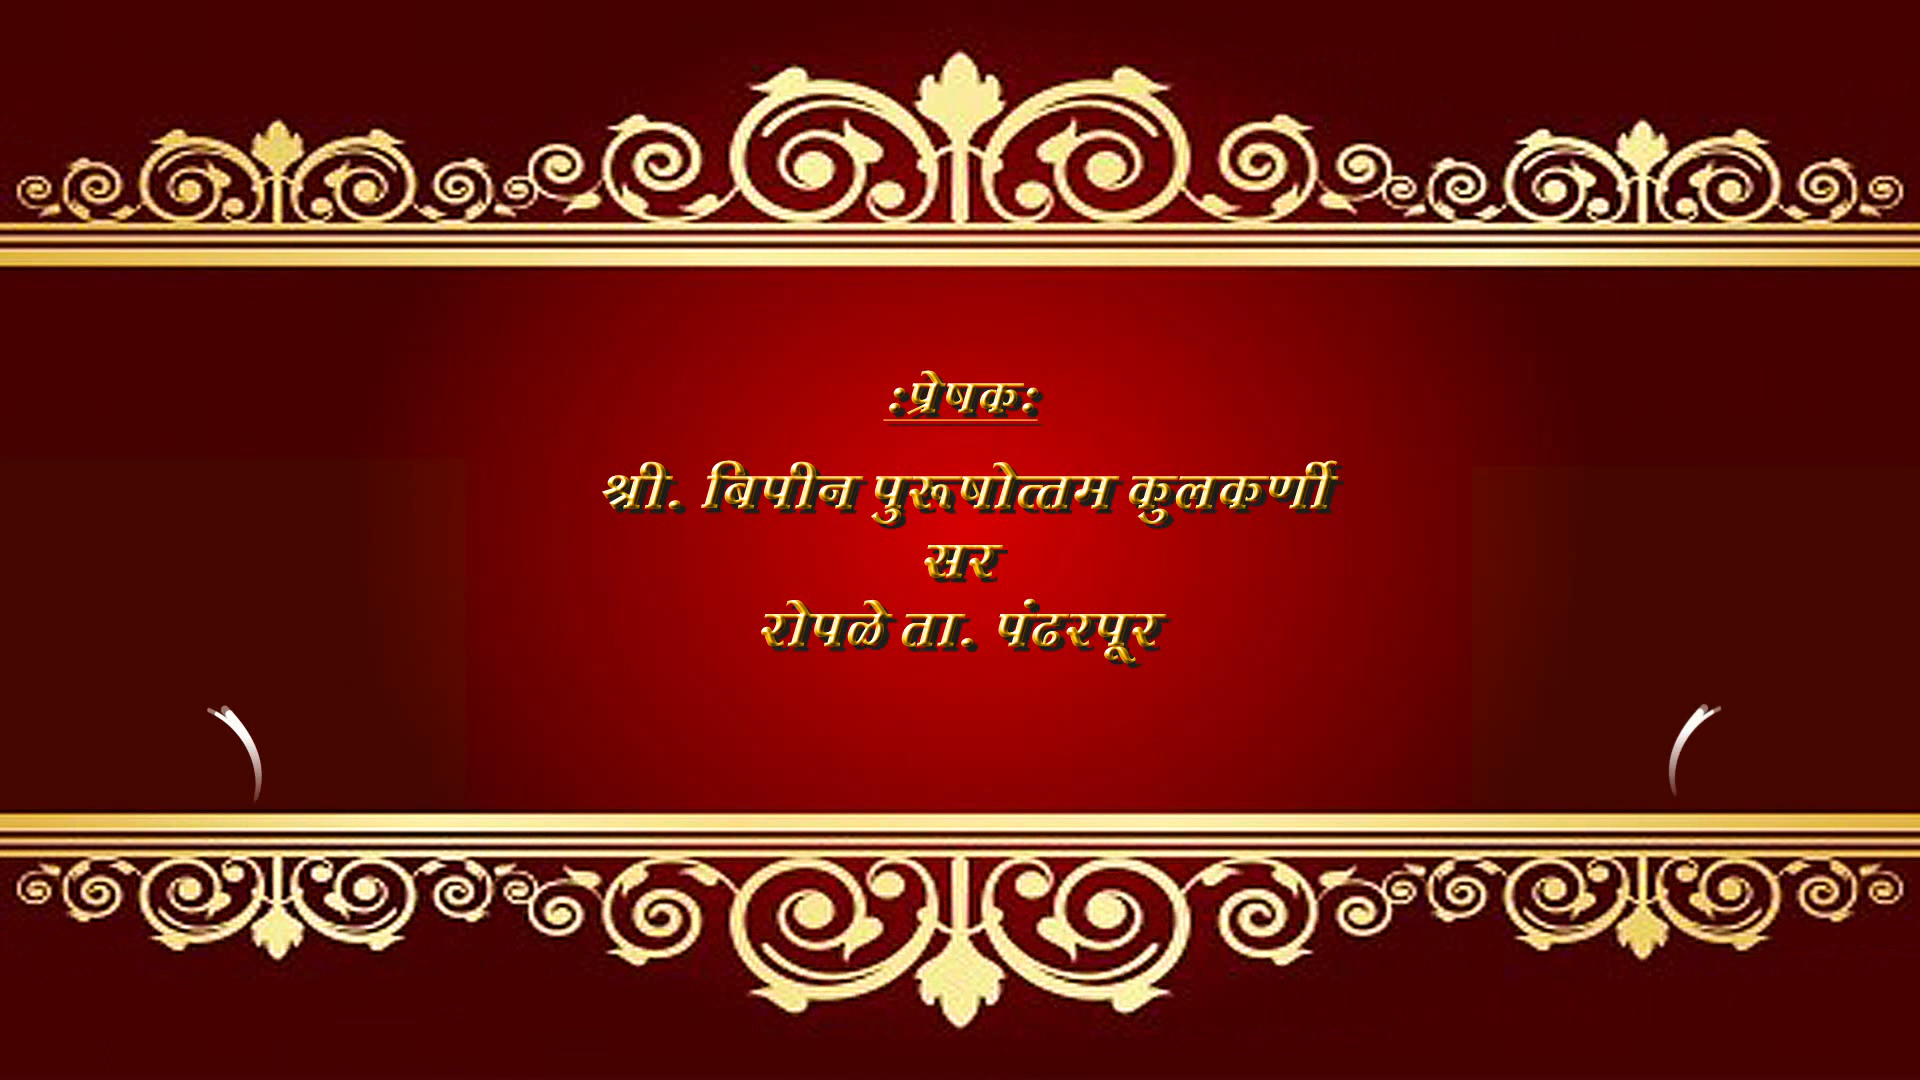 :प्रेषक:
श्री. बिपीन पुरूषोत्तम कुलकर्णी
सर
रोपळे ता. पंढरपूर